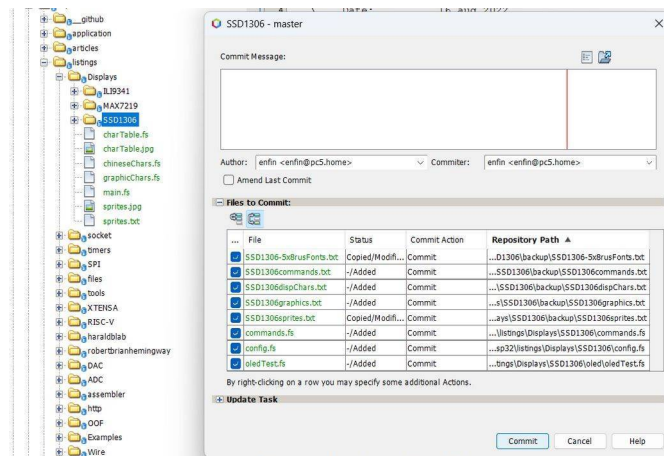 __github
application
articles
listings
Displays
ILI9341
MAX7219
SSD1306
charTable.fs
charTable.jpg
chineseChars.fs
graphicChars.fs
main.fs
sprites.jpg
sprites.txt
socket
timers
SPI
files
tools
XTENSA
RISC-V
haraldblab
robertbrianhemingway
DAC
ADC
assembler
http
OOF
Examples
Wire
SSD1306 - master
Commit Message:
Author: enfin <enfin@pc5.home> Commiter: enfin <enfin@pc5.home>
Amend Last Commit
Files to Commit:
... File Status Commit Action Repository Path
SSD1306-5x8rusFonts.txt Copied/Modifi... Commit ...D1306\backup\SSD1306-5x8rusFonts.txt
SSD1306commands.txt -/Added Commit ...SSD1306\backup\SSD1306commands.txt
SSD1306dispChars.txt -/Added Commit ...\SSD1306\backup\SSD1306dispChars.txt
SSD1306graphics.txt -/Added Commit ...s\SSD1306\backup\SSD1306graphics.txt
SSD1306sprites.txt Copied/Modifi... Commit ...ays\SSD1306\backup\SSD1306sprites.txt
commands.fs -/Added Commit ...\listings\Displays\SSD1306\commands.fs
config.fs -/Added Commit ...sp32\listings\Displays\SSD1306\config.fs
oledTest.fs -/Added Commit ...tings\Displays\SSD1306\oled\oledTest.fs
By right-clicking on a row you may specify some additional Actions.
Update Task
Commit Cancel Help